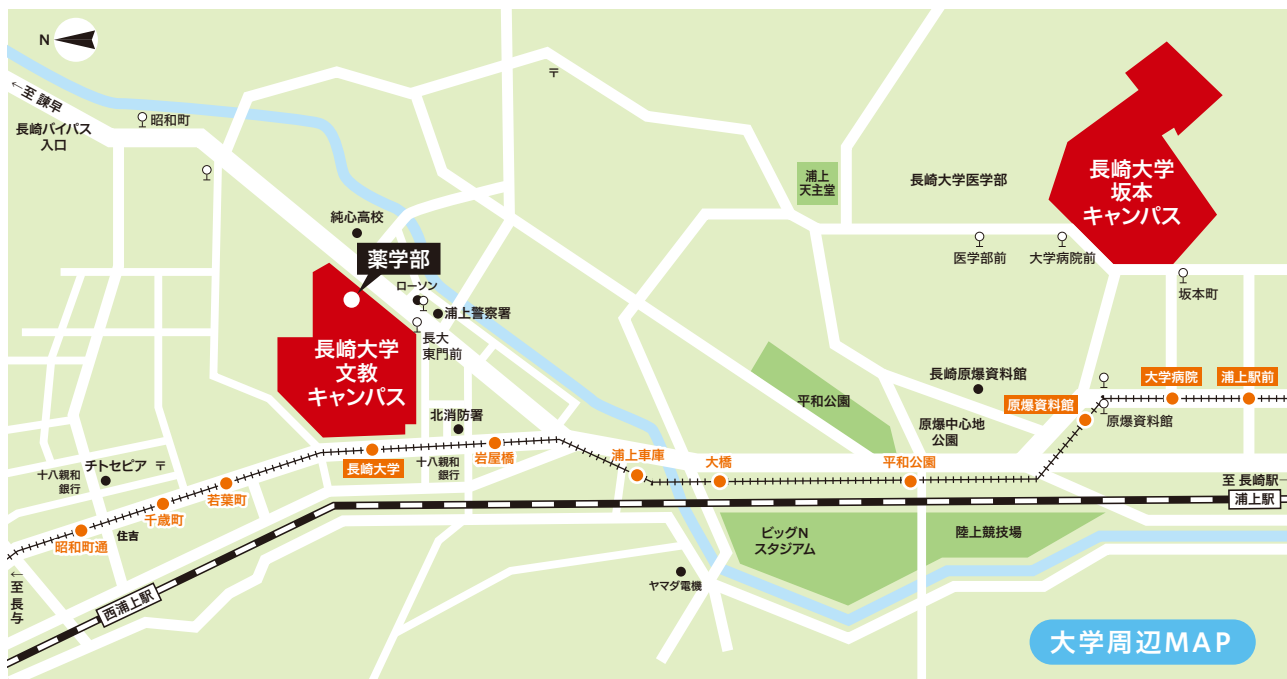 N
←至 諫早
長崎バイパス
入口
昭和町
〒
純心高校
薬学部
ローソン
浦上警察署
長大
東門前
長崎大学
文教
キャンパス
北消防署
浦上
天主堂
長崎大学医学部
長崎大学
坂本
キャンパス
医学部前
大学病院前
坂本町
大学病院
浦上駅前
長崎原爆資料館
原爆資料館
原爆資料館
平和公園
原爆中心地
公園
チトセピア
〒
十八親和
銀行
長崎大学
十八親和
銀行
岩屋橋
浦上車庫
大橋
平和公園
至 長崎駅
浦上駅
若葉町
千歳町
住吉
昭和町通
←至 長与
西浦上駅
ビッグN
スタジアム
陸上競技場
ヤマダ電機
大学周辺MAP